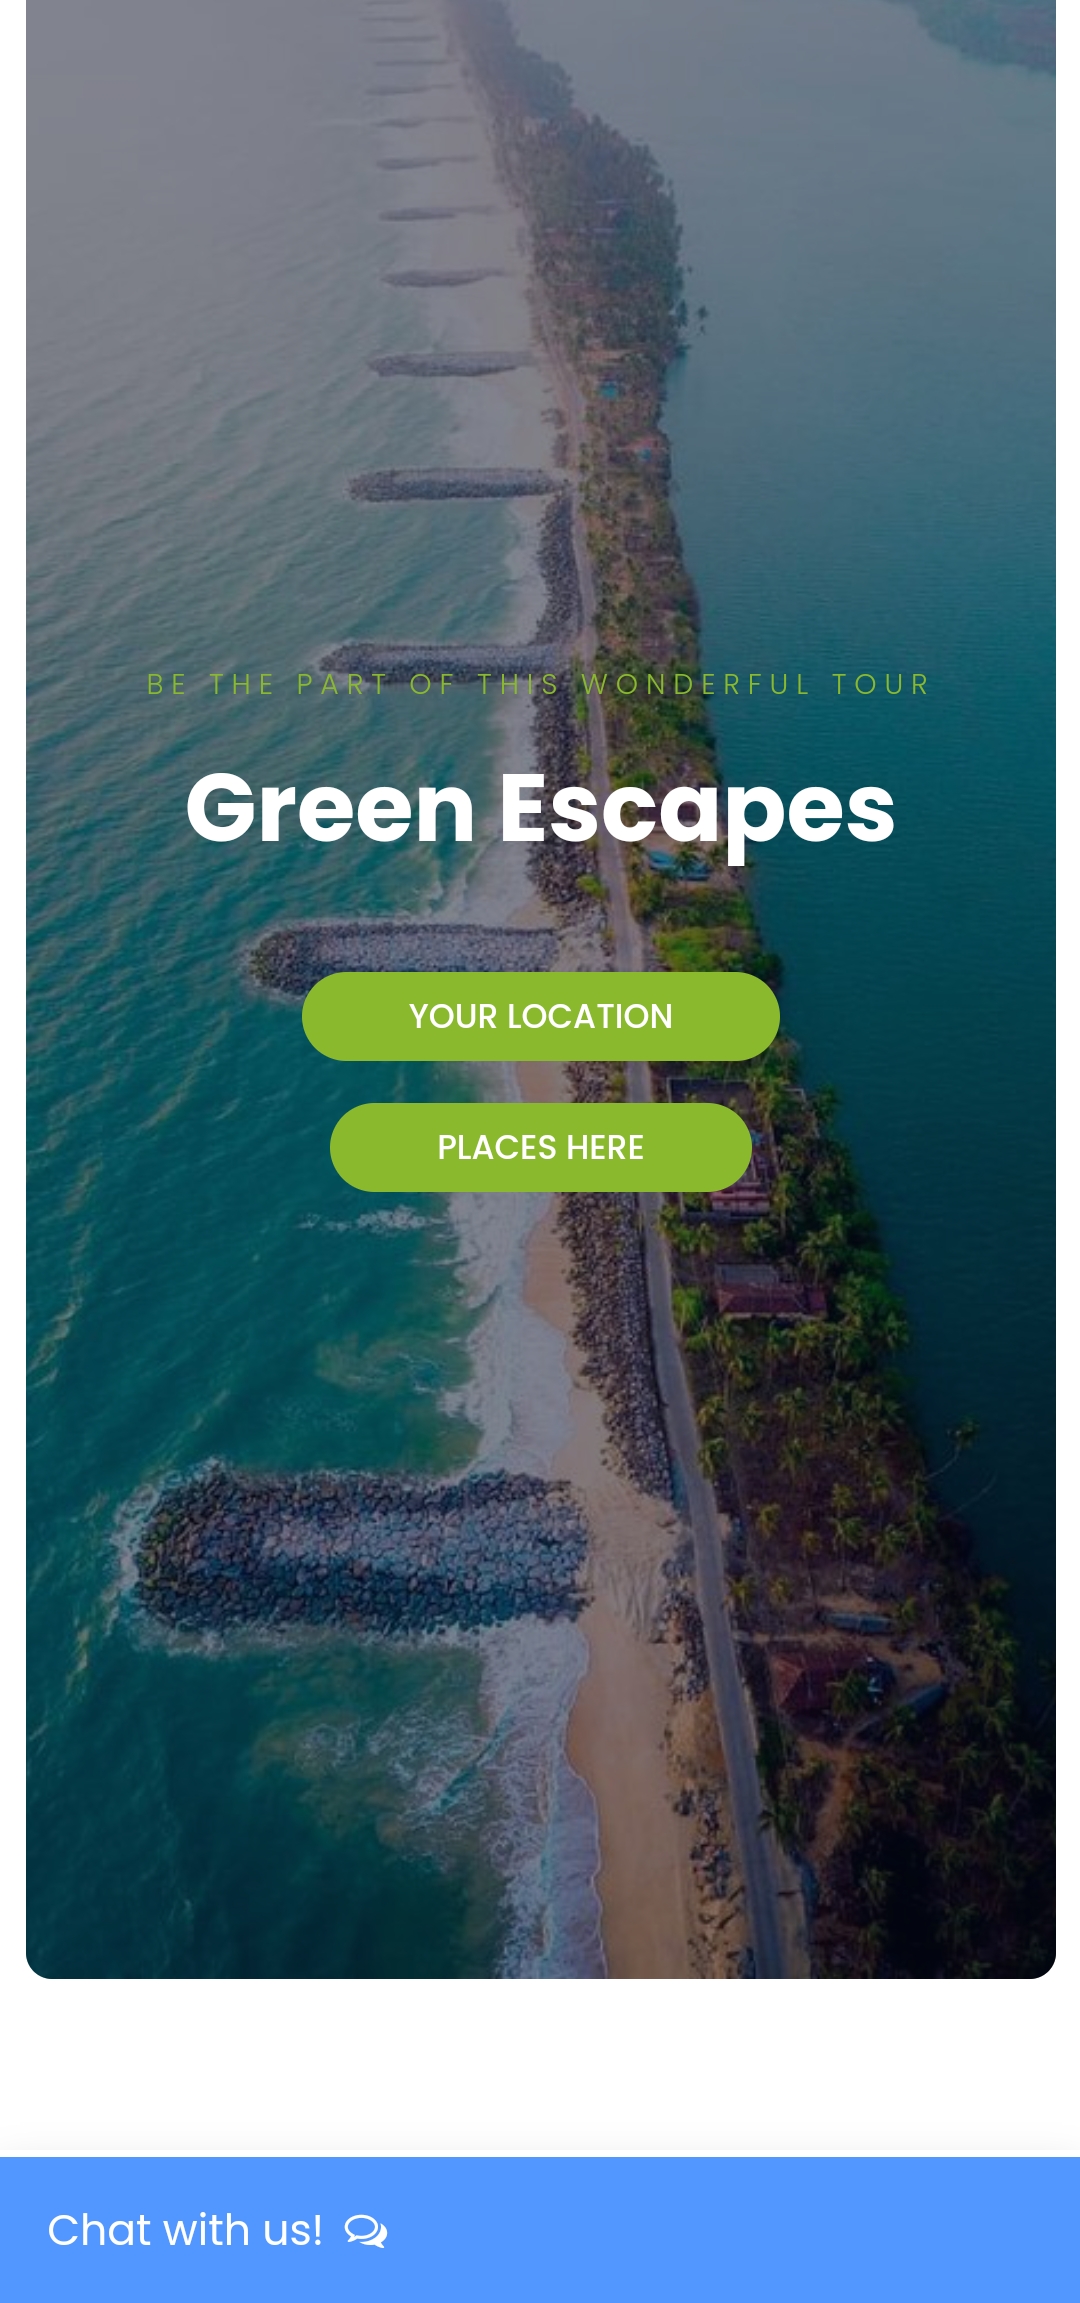 BE THE PART OF THIS WONDERFUL TOUR
Green Escapes
YOUR LOCATION
PLACES HERE
Chat with us!